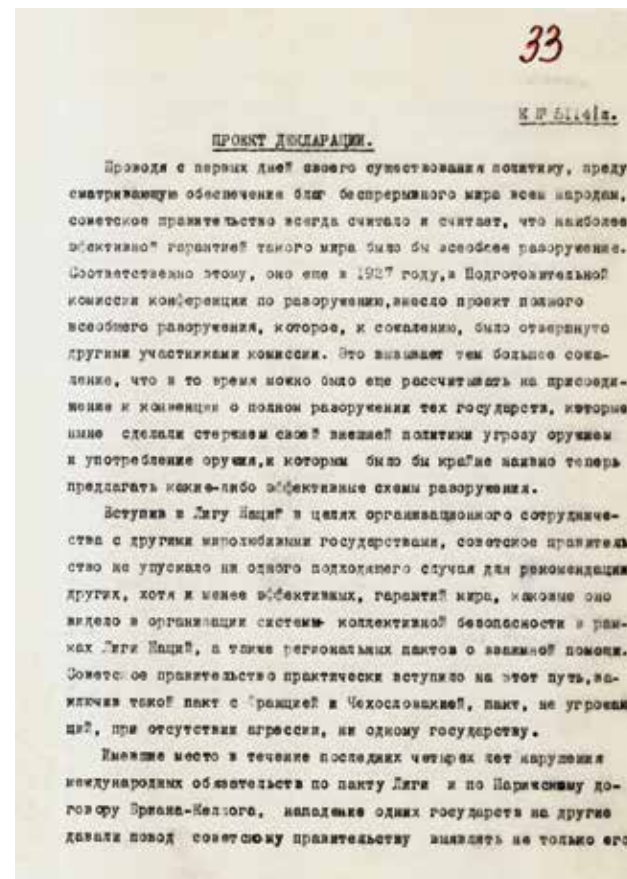 33
К № 5114/л.
ПРОЕКТ ДЕКЛАРАЦИИ.
Проводя с первых дней своего существования политику, преду
сматривающую обеспечение благ беспрерывного мира всем народам,
советское правительство всегда считало и считает, что наиболее
эфективной гарантией такого мира было бы всеобщее разоружение.
Соответственно этому, оно еще в 1927 году,в Подготовительной
комиссии конференции по разоружению,внесло проект полного
всеобщего разоружения, которое, к сожалению, было отвергнуто
другими участниками комиссии. Это вызывает тем большее сожа-
ление, что в то время можно было еще рассчитывать на присоеди-
нение к конвенции о полном разоружении тех государств, которые
ныне сделали стержнем своей внешней политики угрозу оружием
и употребление оружия,и которым было бы крайне наивно теперь
предлагать какие-либо эффективные схемы разоружения.
Вступив в Лигу Наций в целях организационного сотрудниче-
ства с другими миролюбивыми государствами, советское правитель
ство не упускало ни одного подходящего случая для рекомендации
других, хотя и менее эффективных, гарантий мира, каковые оно
видело в организации системы коллективной безопасности в рам-
ках Лиги Наций, а также региональных пактов о взаимной помощи.
Советское правительство практически вступило на этот путь,за-
ключив такой пакт с Францией и Чехословакией, пакт, не угрожаю
щий, при отсутствии агрессии, ни одному государству.
Имевшие место в течение последних четырех лет нарушения
международных обязательств по пакту Лиги и по Парижскому до-
говору Бриана-Келлога, нападение одних государств на другие
давали повод советскому правительству выявлять не только его